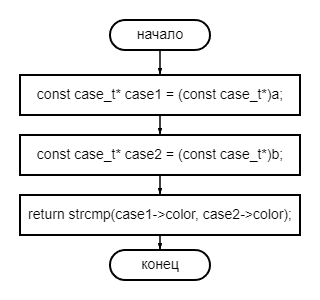 начало
const case_t* case1 = (const case_t*)a;
const case_t* case2 = (const case_t*)b;
return strcmp(case1->color, case2->color);
конец